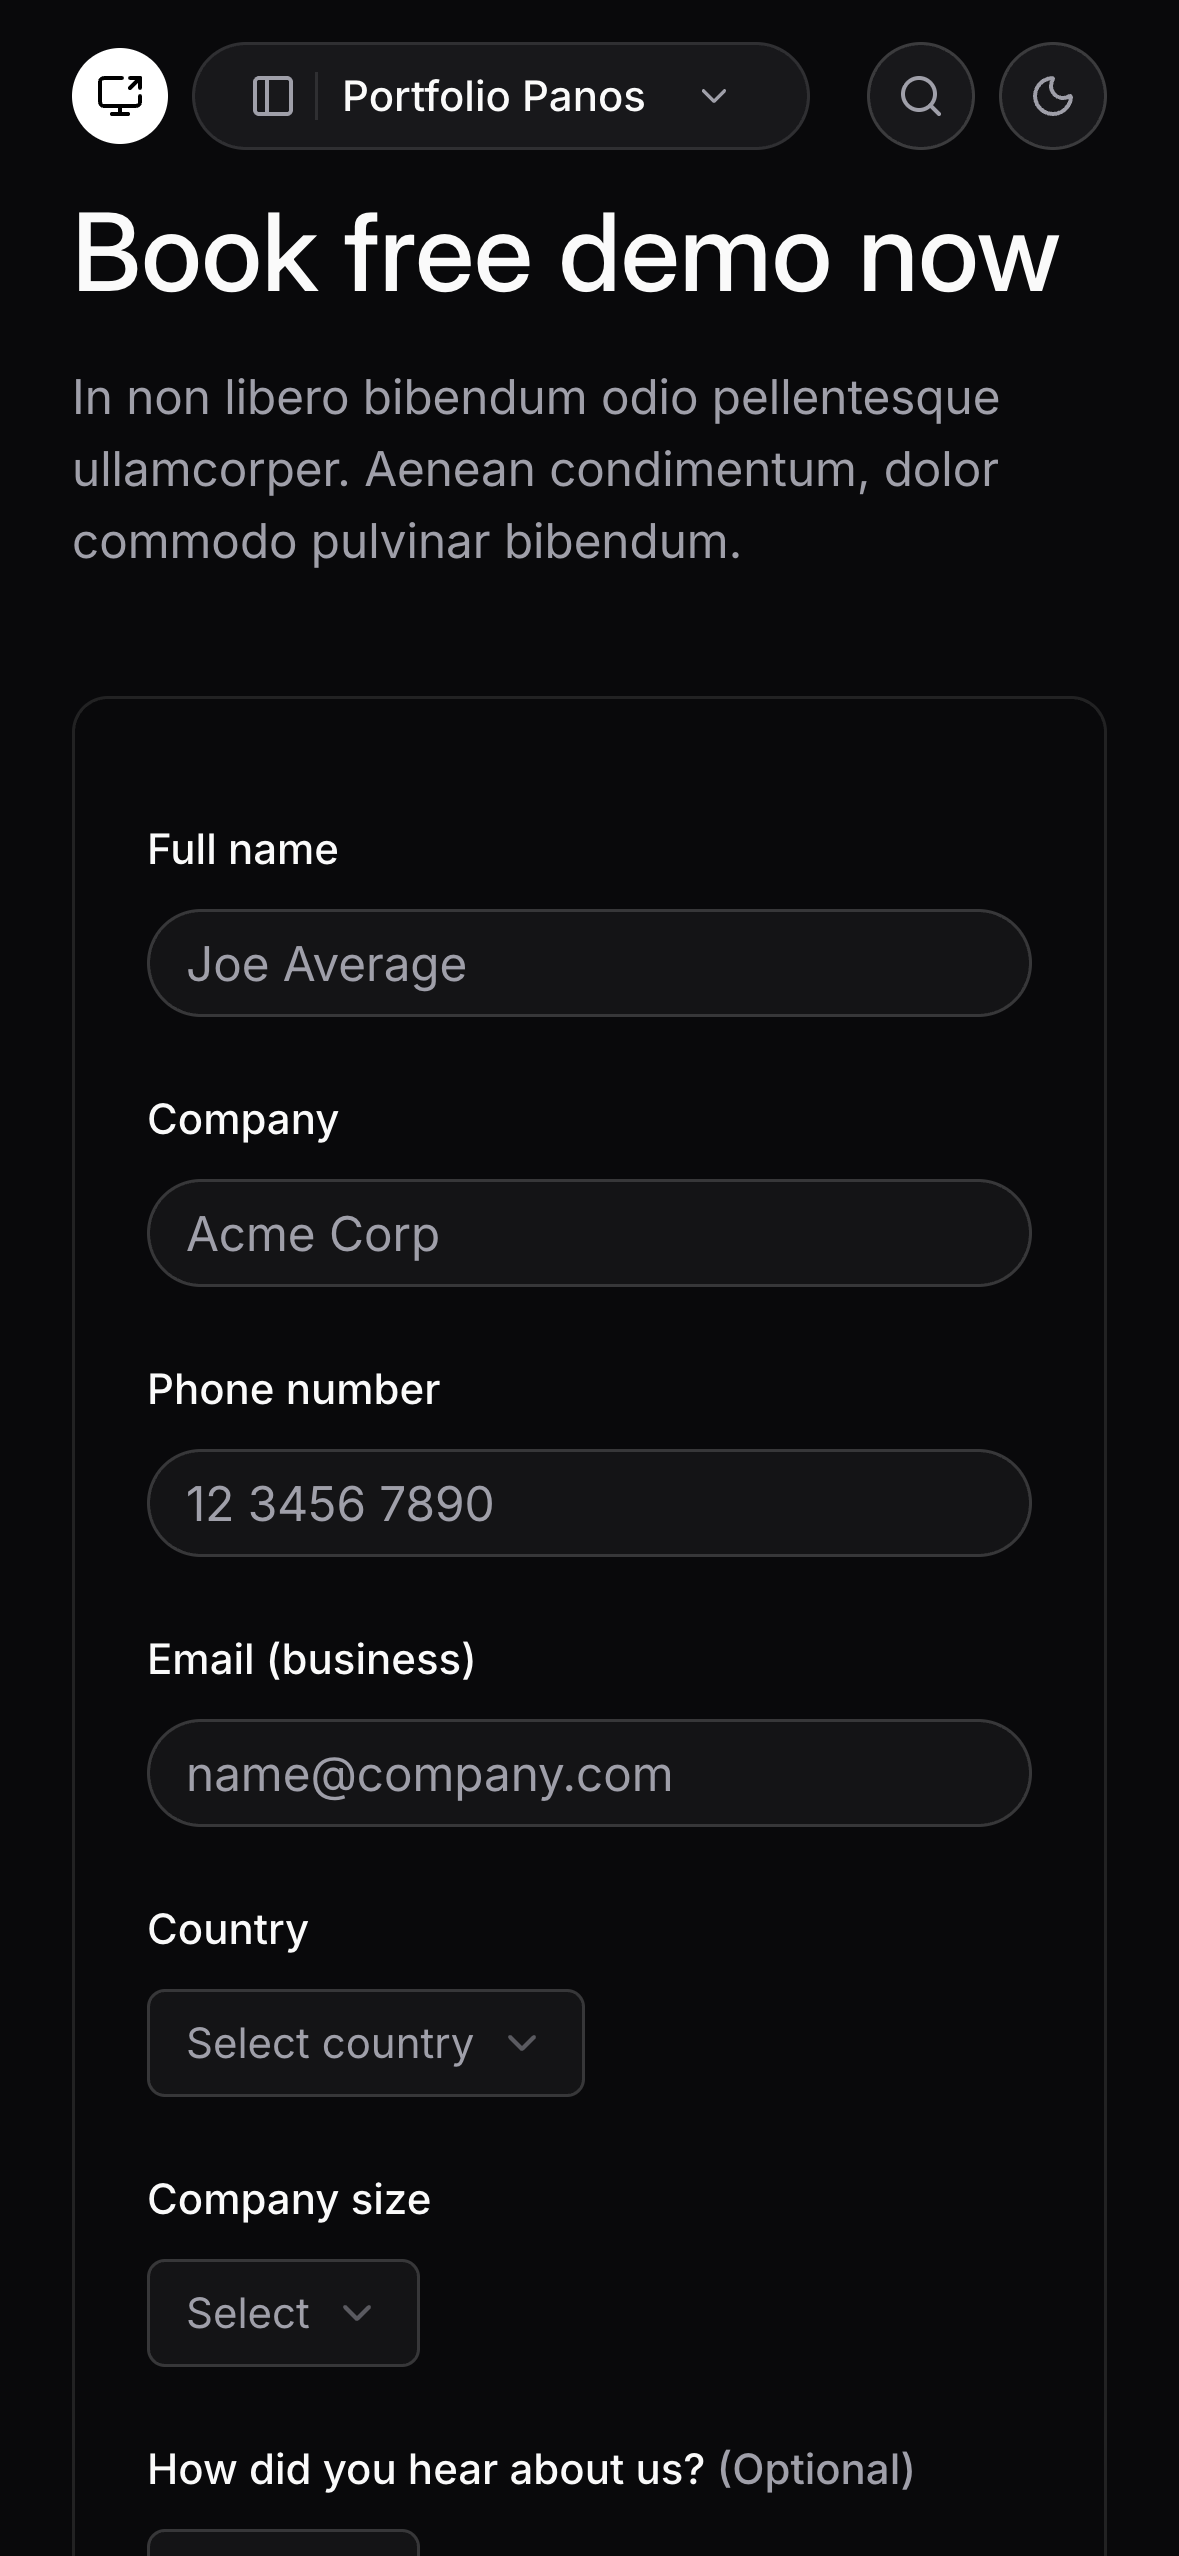 Portfolio Panos
Book free demo now
In non libero bibendum odio pellentesque
ullamcorper. Aenean condimentum, dolor
commodo pulvinar bibendum.
Full name
Joe Average
Company
Acme Corp
Phone number
12 3456 7890
Email (business)
name@company.com
Country
Select country
Company size
Select
How did you hear about us? (Optional)